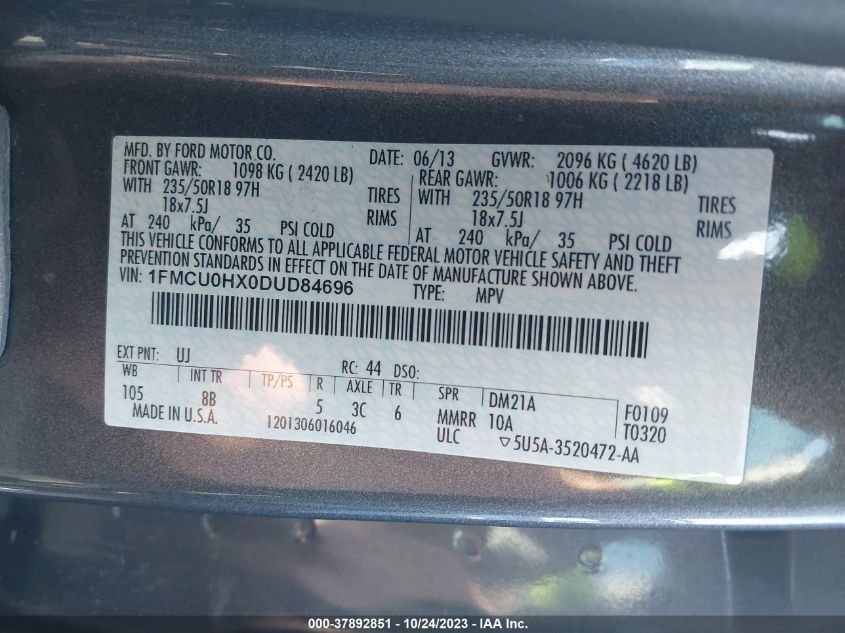 MFD. BY FORD MOTOR CO. DATE: 06/13 GVWR: 2096 KG ( 4620 LB)
FRONT GAWR: 1098 KG ( 2420 LB) REAR GAWR: 1006 KG ( 2218 LB)
WITH 235/50R18 97H TIRES WITH 235/50R18 97H TIRES
18x7.5J RIMS 18x7.5J RIMS
AT 240 kPa/ 35 PSI COLD AT 240 kPa/ 35 PSI COLD
THIS VEHICLE CONFORMS TO ALL APPLICABLE FEDERAL MOTOR VEHICLE SAFETY AND THEFT
PREVENTION STANDARDS IN EFFECT ON THE DATE OF MANUFACTURE SHOWN ABOVE.
VIN: 1FMCU0HX0DUD84696 TYPE: MPV
EXT PNT: UJ RC: 44 DSO:
WB INT TR TP/PS R AXLE TR SPR DM21A F0109
105 8B 5 3C 6 MMRR 10A T0320
MADE IN U.S.A. 1201306016046 ULC ▽5U5A-3520472-AA
000-37892851 | 10/24/2023 - IAA Inc.